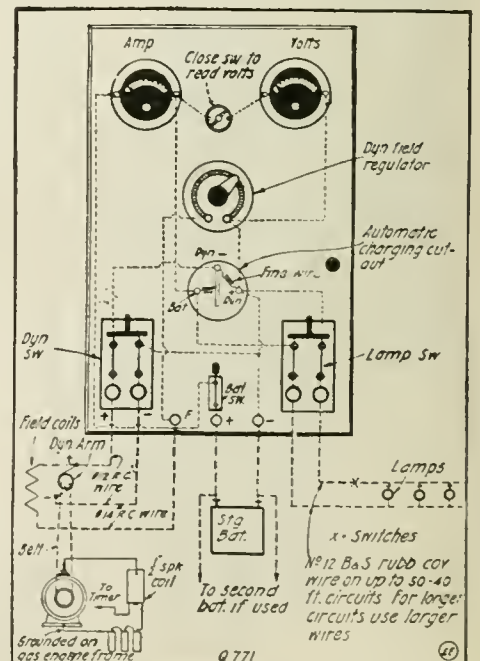 Amp
Volts
Close sw to
read volts
Dyn field
regulator
Automatic
charging cut-
out
Dyn -
Fine wire
Bat
Dyn
Dyn
sw
Lamp Sw
Bat
sw.
+
-
F
+
-
Field coils
Dyn Arm
#12 R.C.
wire
#14 R.C. wire
Lamps
Belt
Stg
Bat.
x = Switches
spk
coil
To
Timer
To second
bat. if used
Nº 12 B&S rubb cov
wire on up to 30-40
ft. circuits For longer
circuits use larger
wires
Grounded on
gas engine frame
Q 771